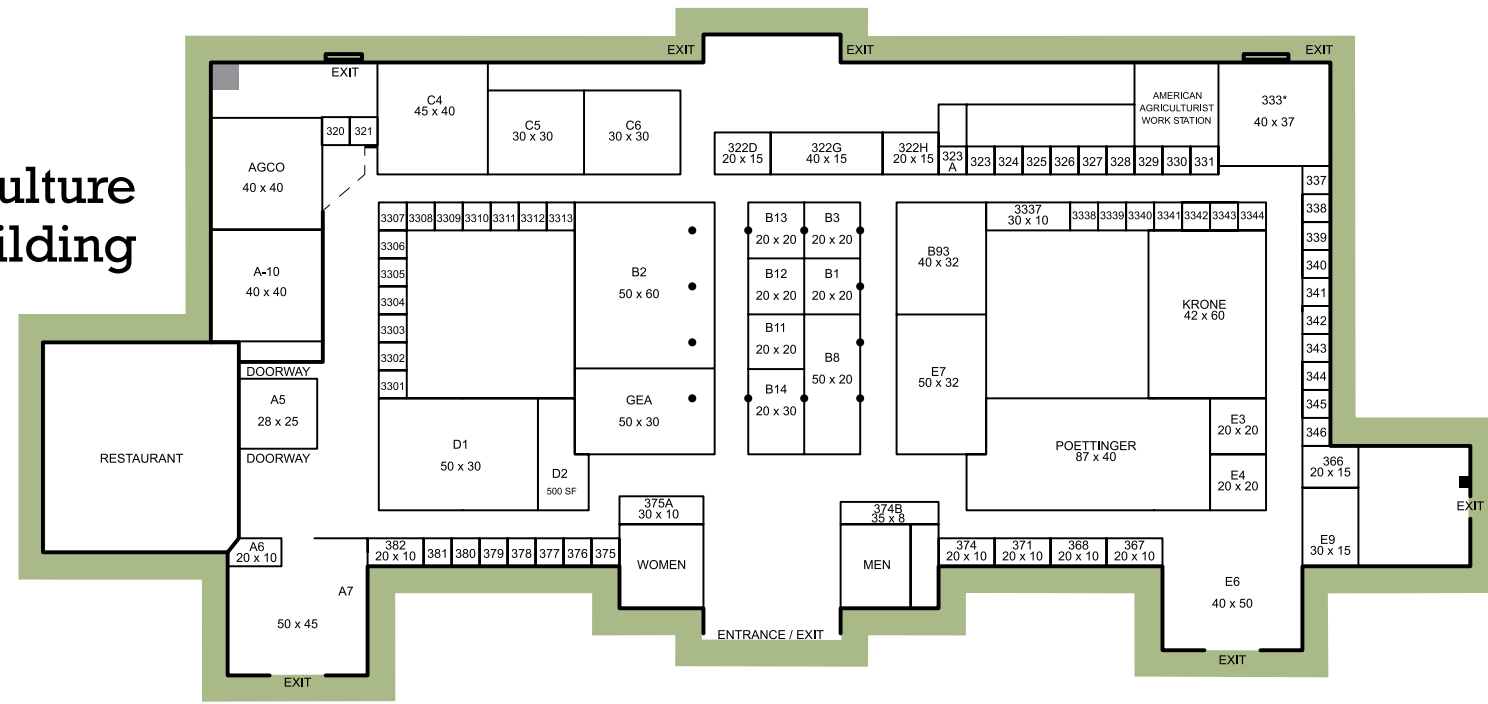 ulture
ilding
EXIT
EXIT
EXIT
EXIT
C4
45 x 40
C5
30 x 30
C6
30 x 30
AMERICAN
AGRICULTURIST
WORK STATION
333*
40 x 37
320
321
AGCO
40 x 40
322D
20 x 15
322G
40 x 15
322H
20 x 15
323
A
323
324
325
326
327
328
329
330
331
337
338
339
340
341
342
343
344
345
346
3307
3308
3309
3310
3311
3312
3313
3306
3305
3304
3303
3302
3301
A-10
40 x 40
B2
50 x 60
B13
20 x 20
B3
20 x 20
B12
20 x 20
B1
20 x 20
B11
20 x 20
B8
50 x 20
B14
20 x 30
B93
40 x 32
3337
30 x 10
3338
3339
3340
3341
3342
3343
3344
KRONE
42 x 60
E7
50 x 32
DOORWAY
A5
28 x 25
DOORWAY
RESTAURANT
GEA
50 x 30
D1
50 x 30
D2
500 SF
POETTINGER
87 x 40
E3
20 x 20
E4
20 x 20
366
20 x 15
EXIT
E9
30 x 15
375A
30 x 10
374B
35 x 8
A6
20 x 10
382
20 x 10
381
380
379
378
377
376
375
WOMEN
MEN
374
20 x 10
371
20 x 10
368
20 x 10
367
20 x 10
A7
50 x 45
E6
40 x 50
ENTRANCE / EXIT
EXIT
EXIT